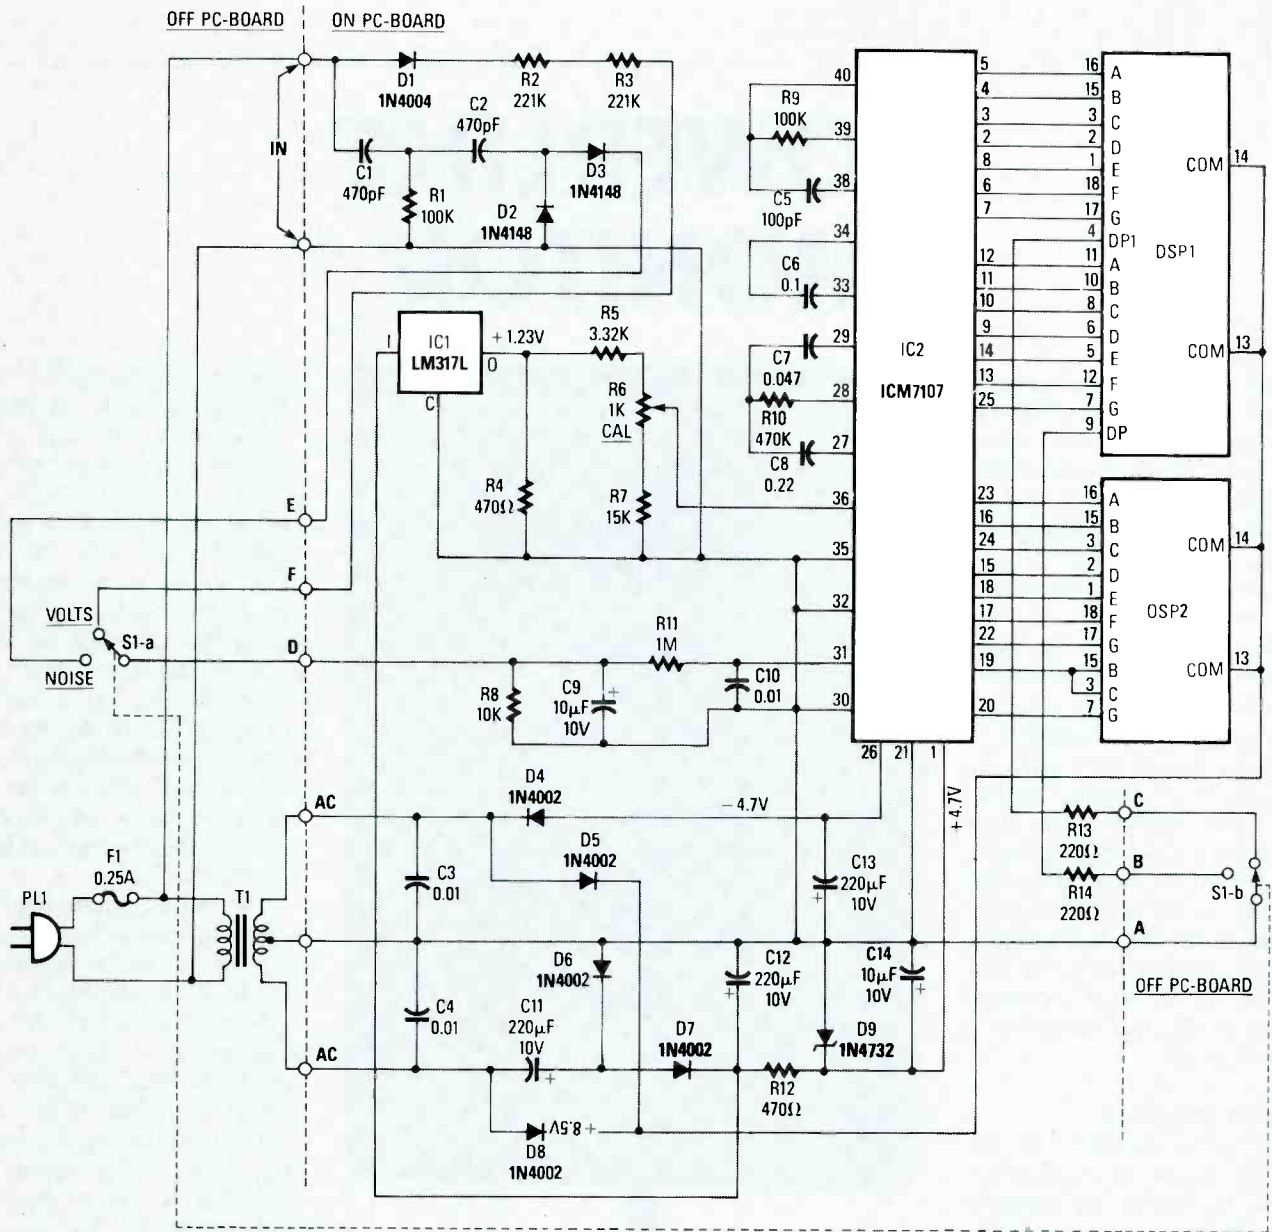 OFF PC-BOARD
ON PC-BOARD
IN
D1
1N4004
R2
221K
R3
221K
C1
470pF
C2
470pF
R1
100K
D2
1N4148
D3
1N4148
I
IC1
LM317L
O
C
+1.23V
R5
3.32K
R6
1K
CAL
R4
470Ω
R7
15K
40
R9
100K
39
38
C5
100pF
34
C6
0.1
33
29
C7
0.047
28
R10
470K
27
C8
0.22
36
35
32
31
30
IC2
ICM7107
5
4
3
2
8
6
7
12
11
10
9
14
13
25
23
16
24
15
18
17
22
19
20
26
21
1
16 A
15 B
3 C
2 D
1 E
18 F
17 G
4 DP1
11 A
10 B
8 C
6 D
5 E
12 F
7 G
9 DP
COM 14
DSP1
COM 13
16 A
15 B
3 C
2 D
1 E
18 F
17 G
15 B
3 C
7 G
COM 14
OSP2
COM 13
E
F
D
VOLTS
S1-a
NOISE
R11
1M
R8
10K
C9
+
10μF
10V
C10
0.01
AC
D4
1N4002
-4.7V
+4.7V
D5
1N4002
F1
0.25A
PL1
T1
C3
0.01
C13
220μF
10V
+
C
R13
220Ω
B
R14
220Ω
S1-b
A
OFF PC-BOARD
D6
1N4002
C12
220μF
10V
+
C14
10μF
10V
+
C4
0.01
C11
220μF
10V
+
D7
1N4002
D9
1N4732
AC
R12
470Ω
+8.5V
D8
1N4002